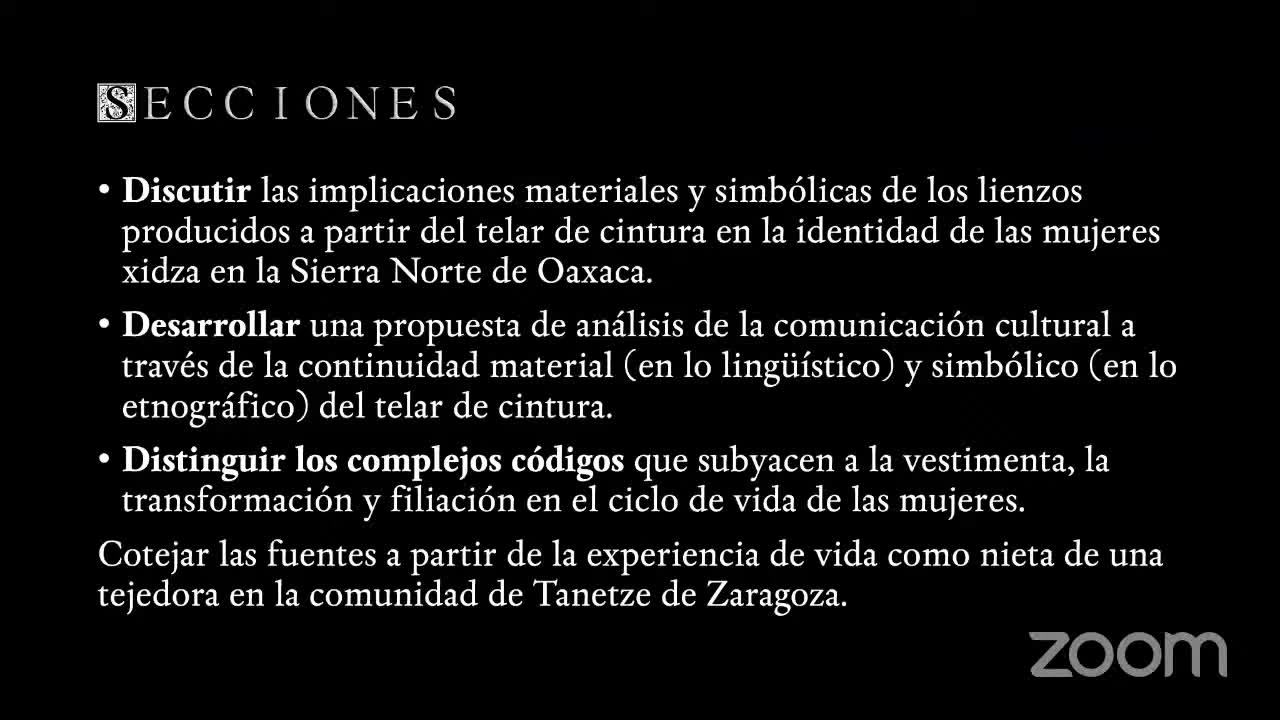 SECCIONES
• Discutir las implicaciones materiales y simbólicas de los lienzos
producidos a partir del telar de cintura en la identidad de las mujeres
xidza en la Sierra Norte de Oaxaca.
• Desarrollar una propuesta de análisis de la comunicación cultural a
través de la continuidad material (en lo lingüístico) y simbólico (en lo
etnográfico) del telar de cintura.
• Distinguir los complejos códigos que subyacen a la vestimenta, la
transformación y filiación en el ciclo de vida de las mujeres.
Cotejar las fuentes a partir de la experiencia de vida como nieta de una
tejedora en la comunidad de Tanetze de Zaragoza.
zoom